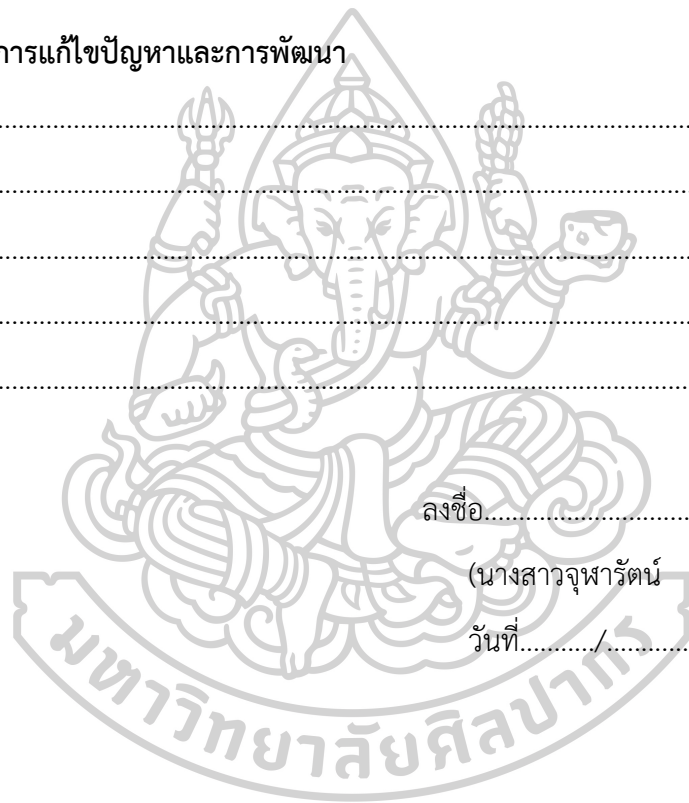 การแก้ไขปัญหาและการพัฒนา
................................................................................................
................................................................................................
................................................................................................
................................................................................................
................................................................................................
ลงชื่อ..............................
(นางสาวจุฬารัตน์
วันที่.........../............
มหาวิทยาลัยศิลปากร